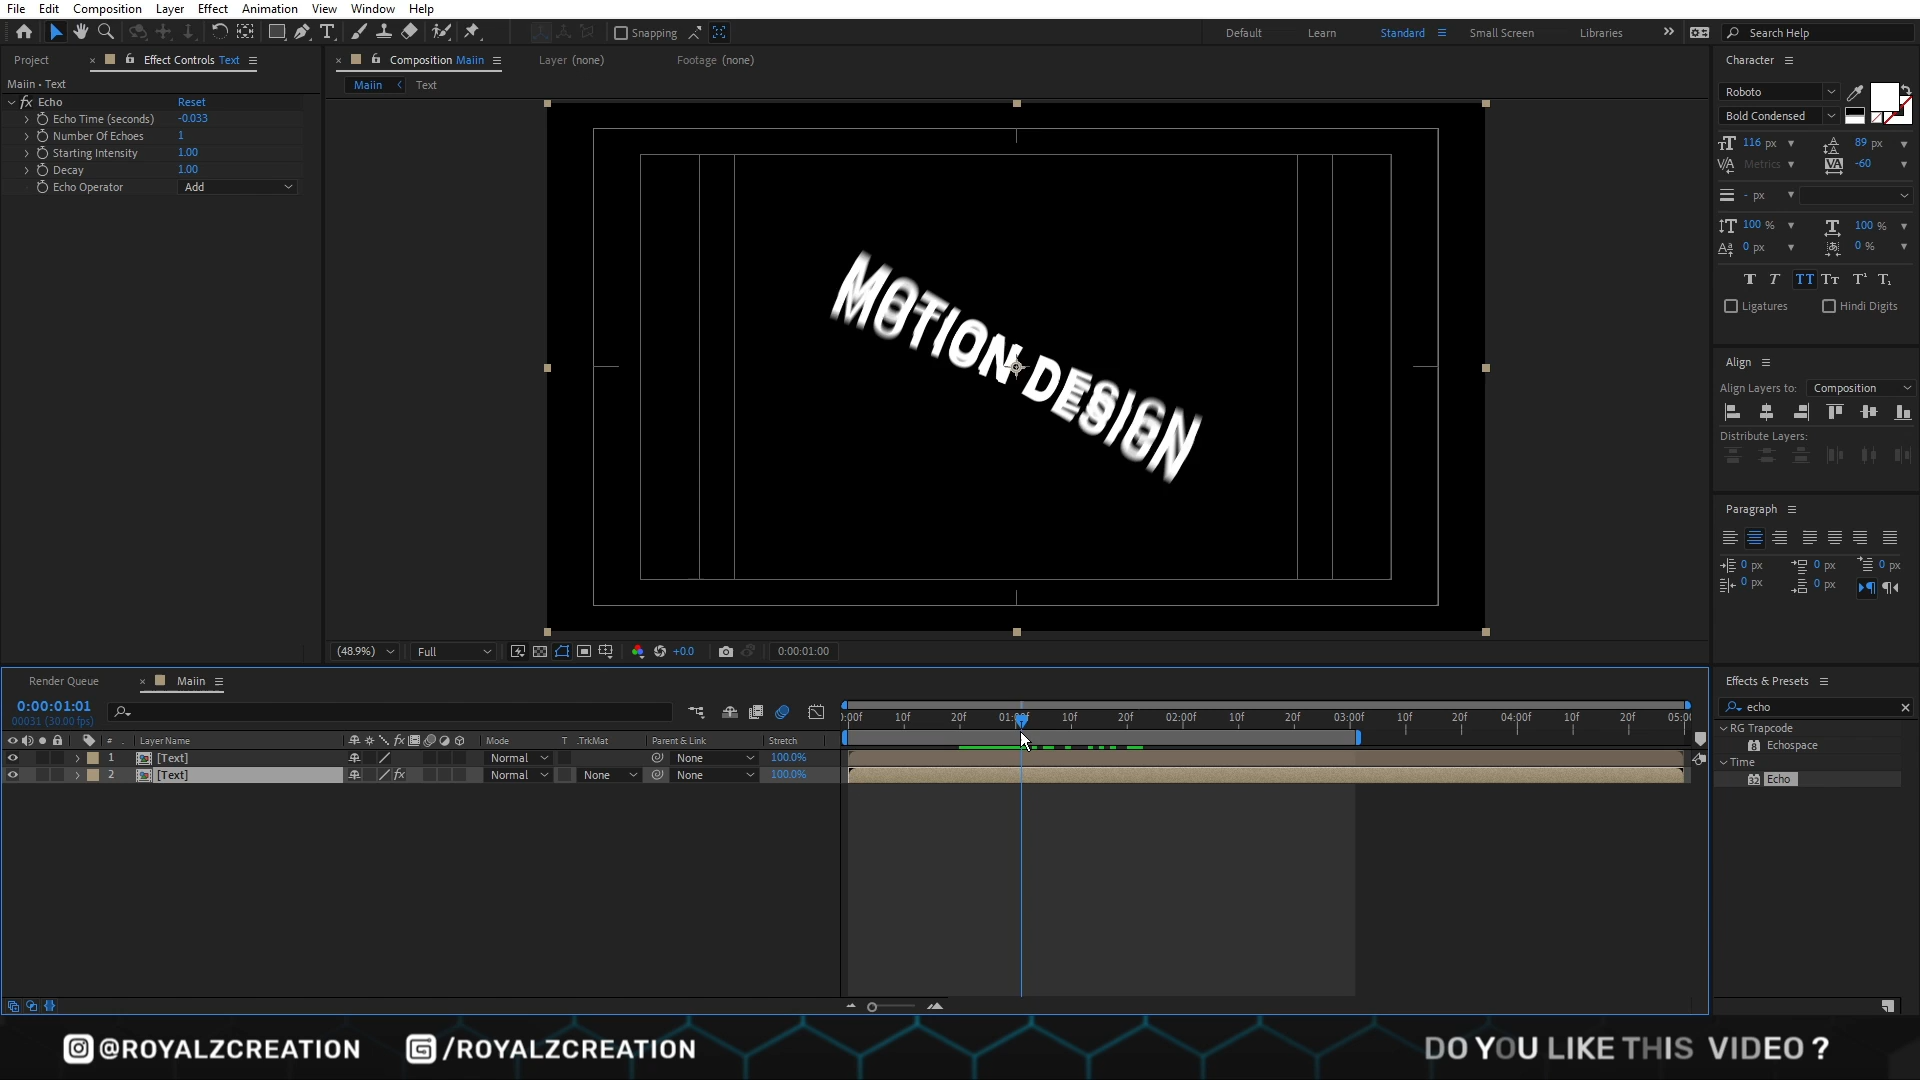 File Edit Composition Layer Effect Animation View Window Help
Snapping Default Learn Standard Small Screen Libraries Search Help
Project Effect Controls Text
Maiin • Text
fx Echo Reset
Echo Time (seconds) -0.033
Number Of Echoes 1
Starting Intensity 1.00
Decay 1.00
Echo Operator Add
Composition Maiin Layer (none) Footage (none)
Maiin Text
MOTION DESIGN
(48.9%) Full +0.0 0:00:01:00
Character
Roboto
Bold Condensed
116 px 89 px
Metrics -60
- px
100 % 100 %
0 px 0 %
Ligatures Hindi Digits
Align
Align Layers to: Composition
Distribute Layers:
Paragraph
0 px 0 px 0 px
0 px 0 px
Render Queue Maiin
0:00:01:01
00031 (30.00 fps)
# Layer Name Mode T .TrkMat Parent & Link Stretch
1 [Text] Normal None 100.0%
2 [Text] fx Normal None None 100.0%
):00f 10f 20f 01:00f 10f 20f 02:00f 10f 20f 03:00f 10f 20f 04:00f 10f 20f 05:0
Effects & Presets
echo
RG Trapcode
Echospace
Time
Echo
@ROYALZCREATION /ROYALZCREATION DO YOU LIKE THIS VIDEO ?